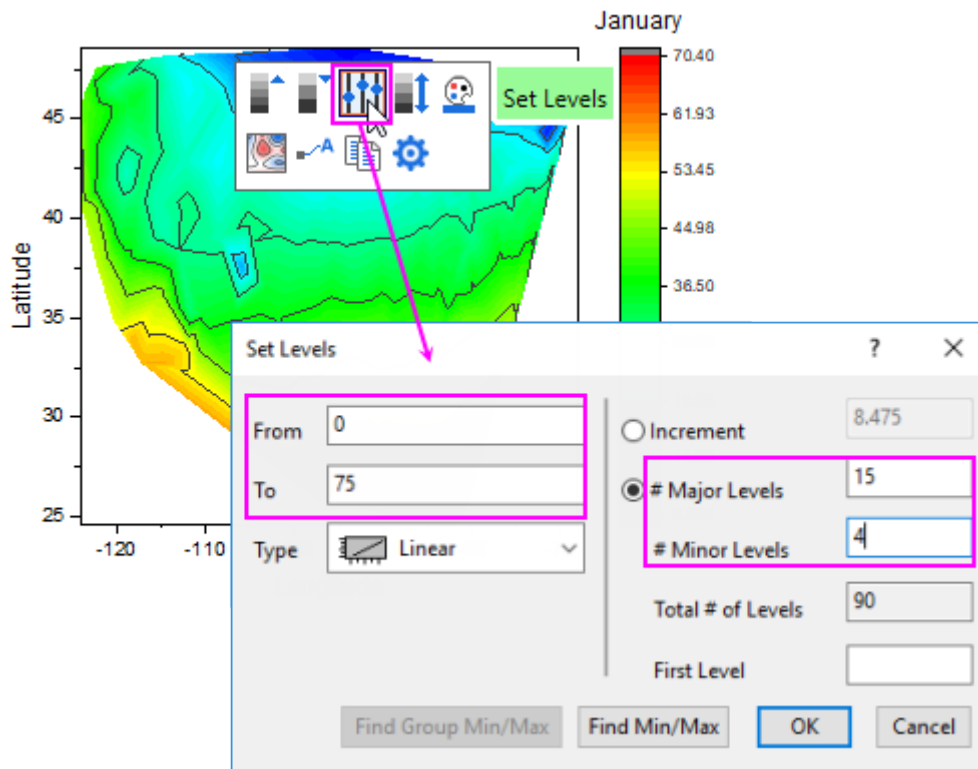 January
70.40
Set Levels
61.93
45
53.45
40
44.98
Latitude
36.50
35
30
25
-120
-110
Set Levels ? ×
From 0
To 75
Type Linear
Increment 8.475
# Major Levels 15
# Minor Levels 4
Total # of Levels 90
First Level
Find Group Min/Max Find Min/Max OK Cancel